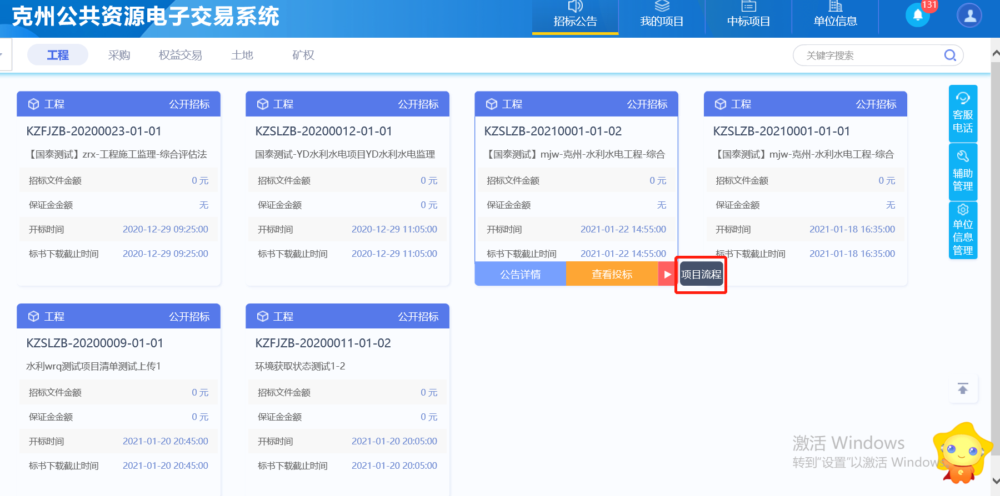 克州公共资源电子交易系统
招标公告
我的项目
中标项目
单位信息
131
工程
采购
权益交易
土地
矿权
关键字搜索
工程 公开招标
KZFJZB-20200023-01-01
【国泰测试】zrx-工程施工监理-综合评估法
招标文件金额 0 元
保证金金额 无
开标时间 2020-12-29 09:25:00
标书下载截止时间 2020-12-29 09:25:00
工程 公开招标
KZSLZB-20200012-01-01
国泰测试-YD水利水电项目YD水利水电监理
招标文件金额 0 元
保证金金额 0 元
开标时间 2020-12-29 11:05:00
标书下载截止时间 2020-12-29 11:05:00
工程 公开招标
KZSLZB-20210001-01-02
【国泰测试】mjw-克州-水利水电工程-综合
招标文件金额 0 元
保证金金额 无
开标时间 2021-01-22 14:55:00
标书下载截止时间 2021-01-22 14:55:00
公告详情 查看投标 项目流程
工程 公开招标
KZSLZB-20210001-01-01
【国泰测试】mjw-克州-水利水电工程-综合
招标文件金额 0 元
保证金金额 无
开标时间 2021-01-18 16:35:00
标书下载截止时间 2021-01-18 16:35:00
客服
电话
辅助
管理
单位
信息
管理
工程 公开招标
KZSLZB-20200009-01-01
水利wrq测试项目清单测试上传1
招标文件金额 0 元
保证金金额 0 元
开标时间 2021-01-20 20:45:00
标书下载截止时间 2021-01-20 20:45:00
工程 公开招标
KZFJZB-20200011-01-02
环境获取状态测试1-2
招标文件金额 0 元
保证金金额 0 元
开标时间 2021-01-20 20:05:00
标书下载截止时间 2021-01-20 20:05:00
激活 Windows
转到“设置”以激活 Windows